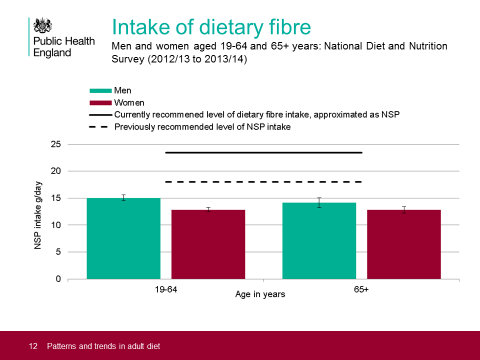 Public Health
England
Intake of dietary fibre
Men and women aged 19-64 and 65+ years: National Diet and Nutrition
Survey (2012/13 to 2013/14)
Men
Women
Currently recommened level of dietary fibre intake, approximated as NSP
Previously recommended level of NSP intake
NSP intake g/day
25
20
15
10
5
0
19-64
65+
Age in years
12 Patterns and trends in adult diet